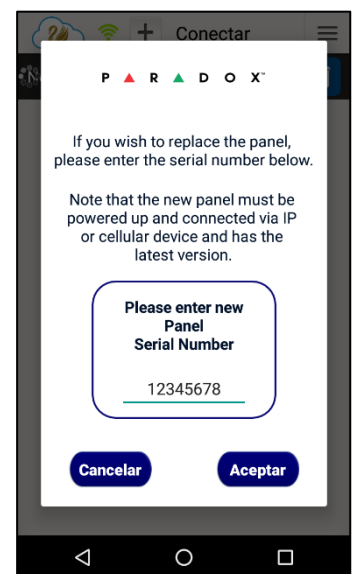 Conectar
PARADOX™
If you wish to replace the panel,
please enter the serial number below.
Note that the new panel must be
powered up and connected via IP
or cellular device and has the
latest version.
Please enter new
Panel
Serial Number
12345678
Cancelar
Aceptar